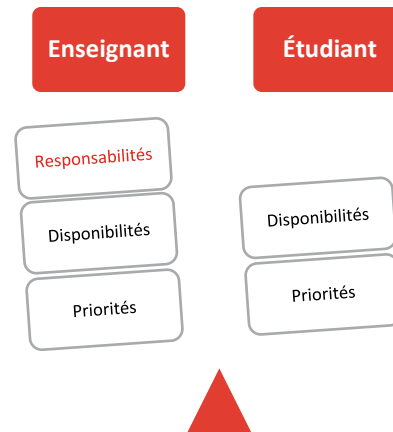 Enseignant
Étudiant
Responsabilités
Disponibilités
Priorités
Disponibilités
Priorités